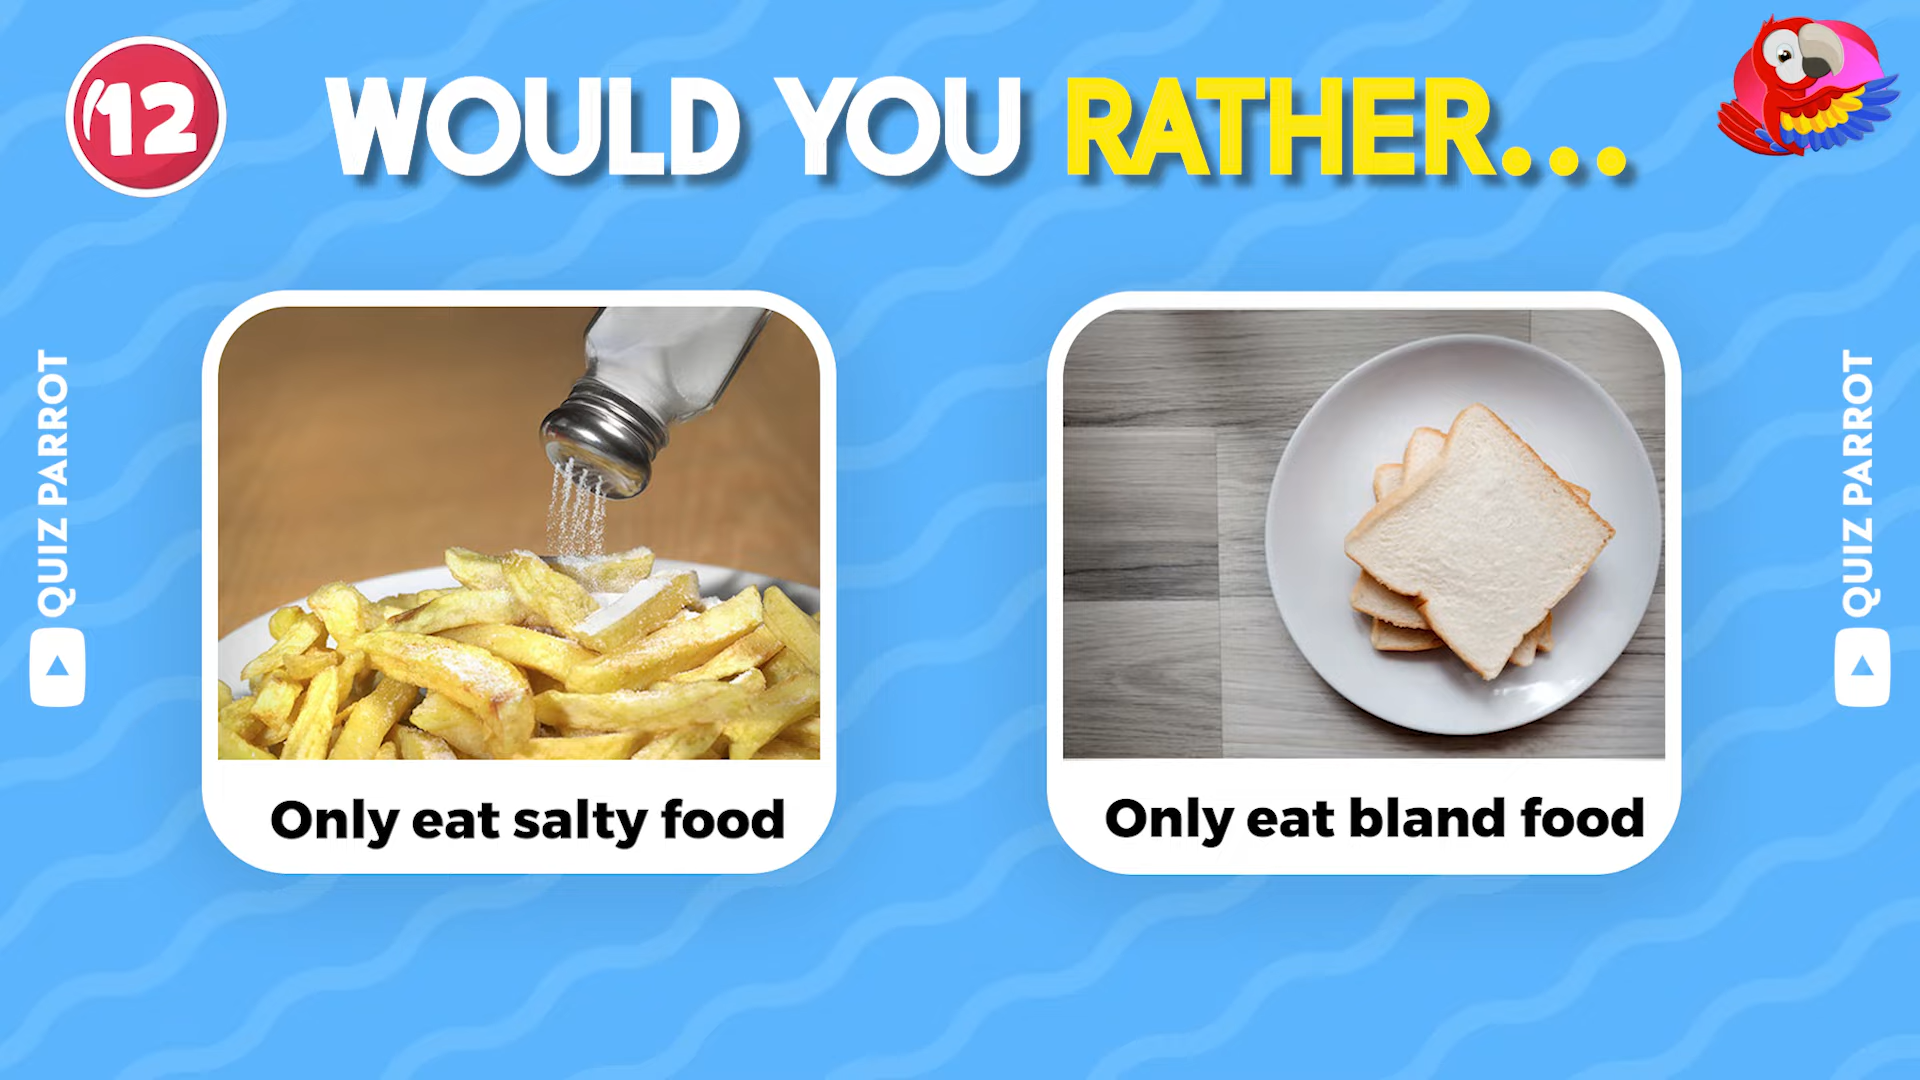 12
WOULD YOU RATHER...
QUIZ PARROT
QUIZ PARROT
Only eat salty food
Only eat bland food